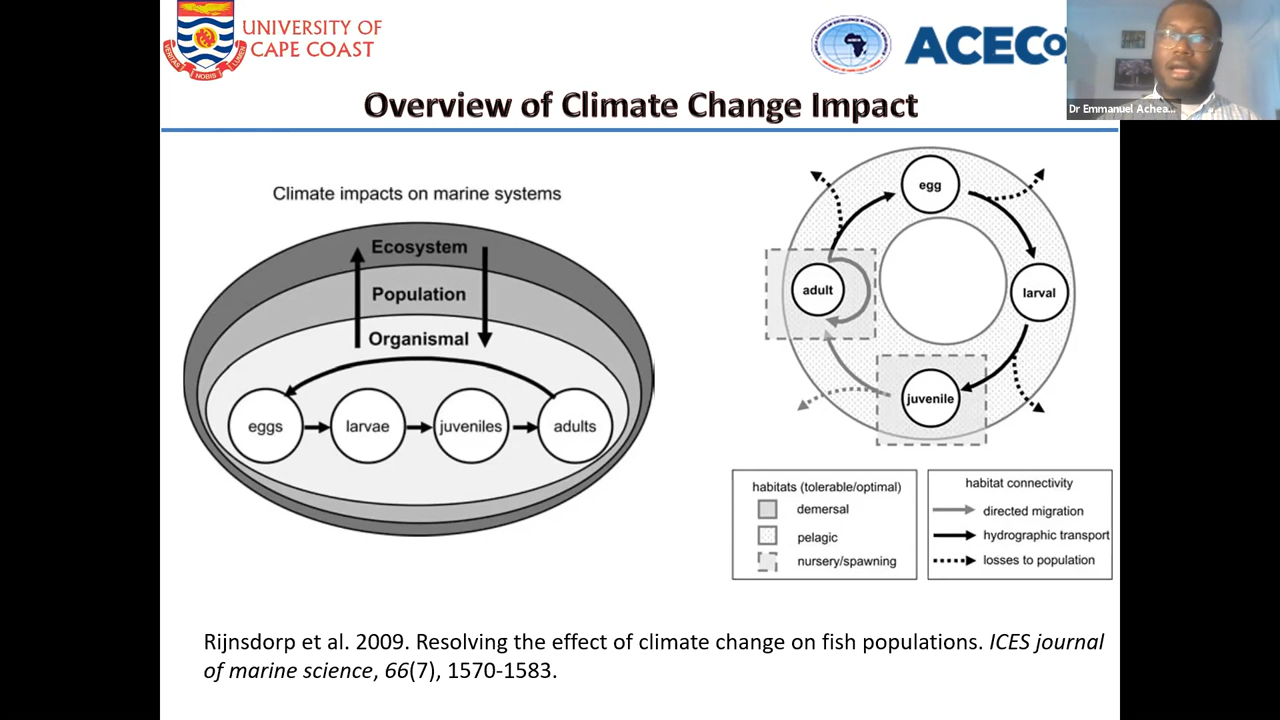 UNIVERSITY OF
CAPE COAST
VERITAS
NOBIS
LUMEN
ACECo
Dr Emmanuel Achea...
Overview of Climate Change Impact
Climate impacts on marine systems
Ecosystem
Population
Organismal
eggs
larvae
juveniles
adults
egg
adult
larval
juvenile
habitats (tolerable/optimal)
demersal
pelagic
nursery/spawning
habitat connectivity
directed migration
hydrographic transport
losses to population
Rijnsdorp et al. 2009. Resolving the effect of climate change on fish populations. ICES journal
of marine science, 66(7), 1570-1583.